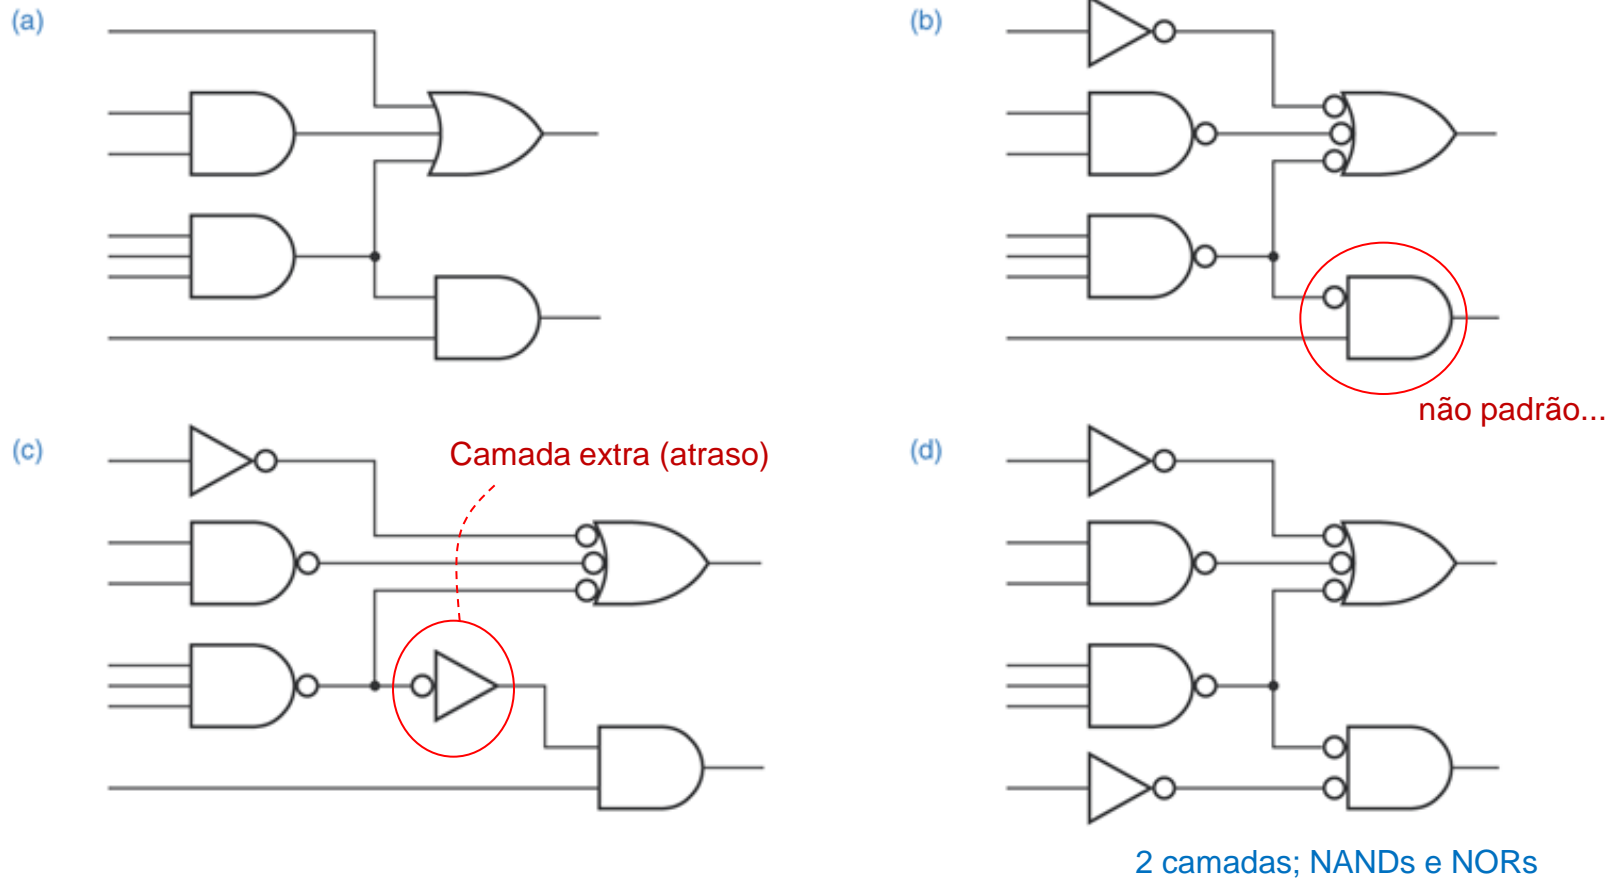 (a)
(b)
não padrão...
(c)
Camada extra (atraso)
(d)
2 camadas; NANDs e NORs